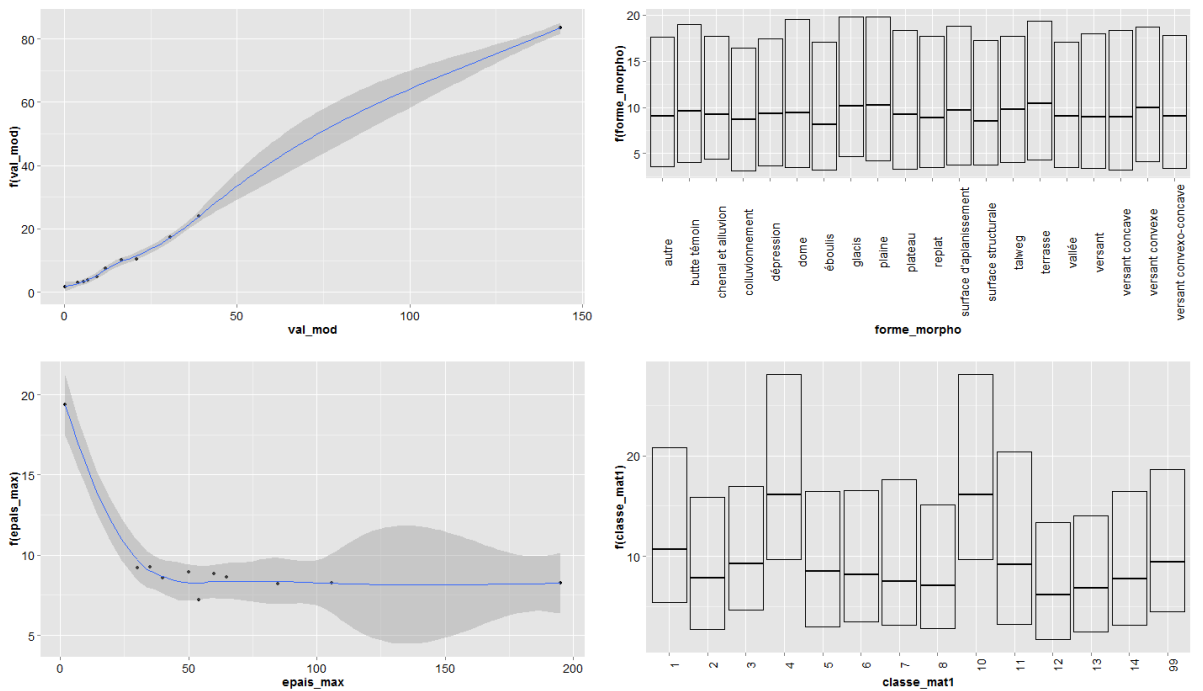 f(val_mod)
80
60
40
20
0
0 50 100 150
val_mod
f(forme_morpho)
20
15
10
5
autre
butte témoin
chenal et alluvion
colluvionnement
dépression
dome
éboulis
glacis
plaine
plateau
replat
surface d'aplanissement
surface structurale
talweg
terrasse
vallée
versant
versant concave
versant convexe
versant convexo-concave
forme_morpho
f(epais_max)
20
15
10
5
0 50 100 150 200
epais_max
f(classe_mat1)
20
10
1 2 3 4 5 6 7 8 10 11 12 13 14 99
classe_mat1